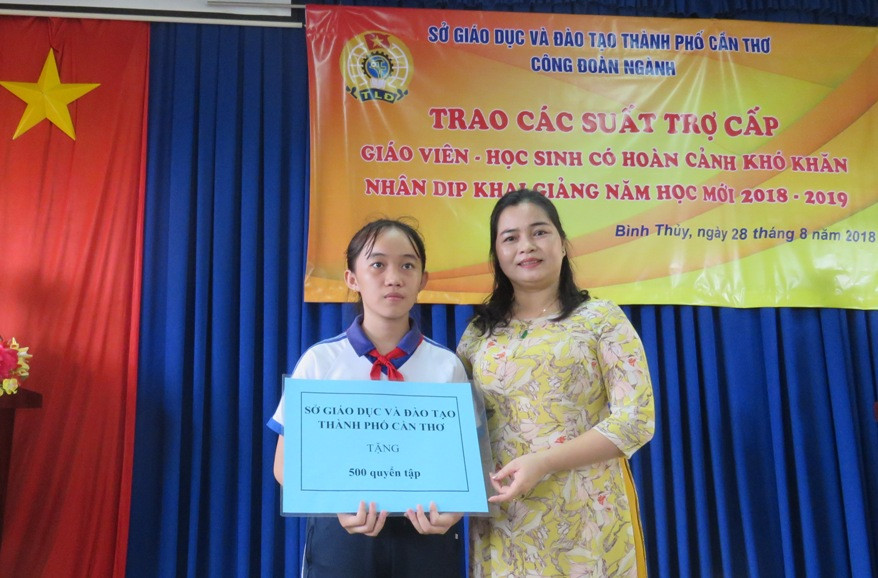 SỞ GIÁO DỤC VÀ ĐÀO TẠO THÀNH PHỐ CẦN THƠ
CÔNG ĐOÀN NGÀNH
TLĐ
TRAO CÁC SUẤT TRỢ CẤP
GIÁO VIÊN - HỌC SINH CÓ HOÀN CẢNH KHÓ KHĂN
NHÂN DỊP KHAI GIẢNG NĂM HỌC MỚI 2018 - 2019
Bình Thủy, ngày 28 tháng 8 năm 2018
SỞ GIÁO DỤC VÀ ĐÀO TẠO
THÀNH PHỐ CẦN THƠ
TẶNG
500 quyển tập